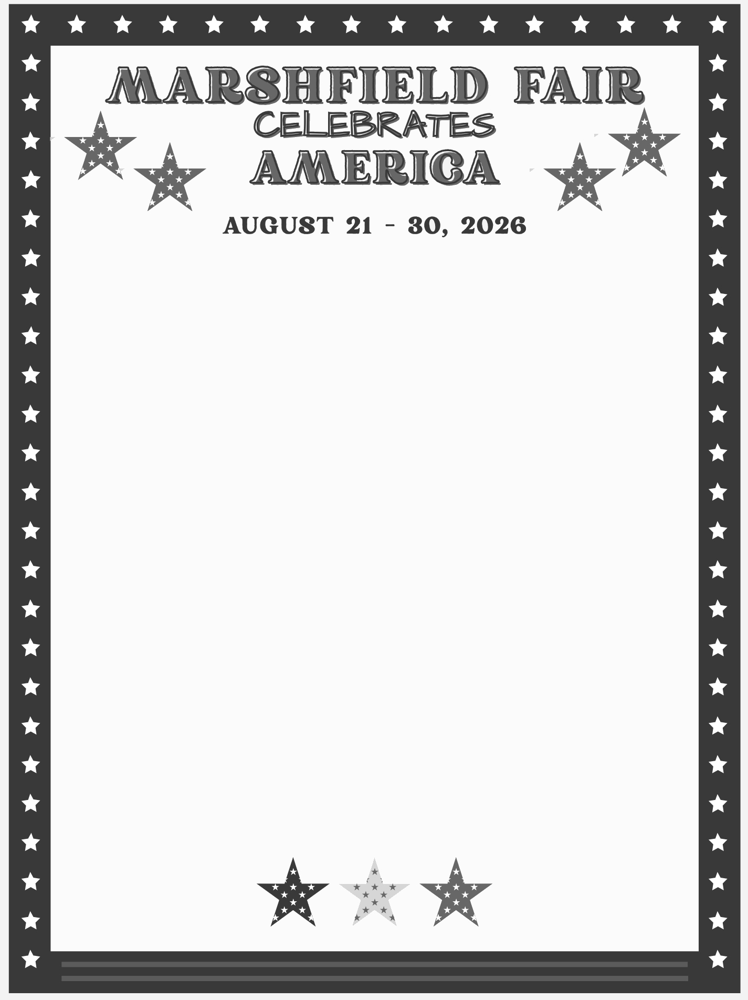 MARSHFIELD FAIR
CELEBRATES
AMERICA
AUGUST 21 - 30, 2026